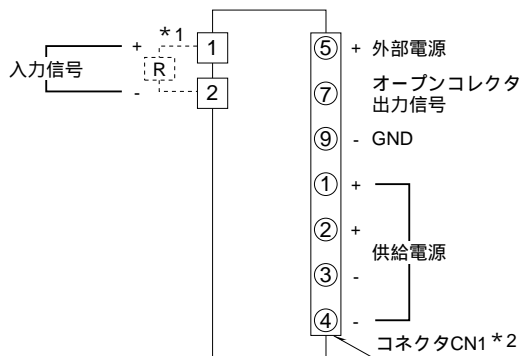 入力信号
+
-
*1
R
1
2
⑤ + 外部電源
⑦ オープンコレクタ
出力信号
⑨ - GND
① +
② +
供給電源
③ -
④ -
コネクタCN1*2